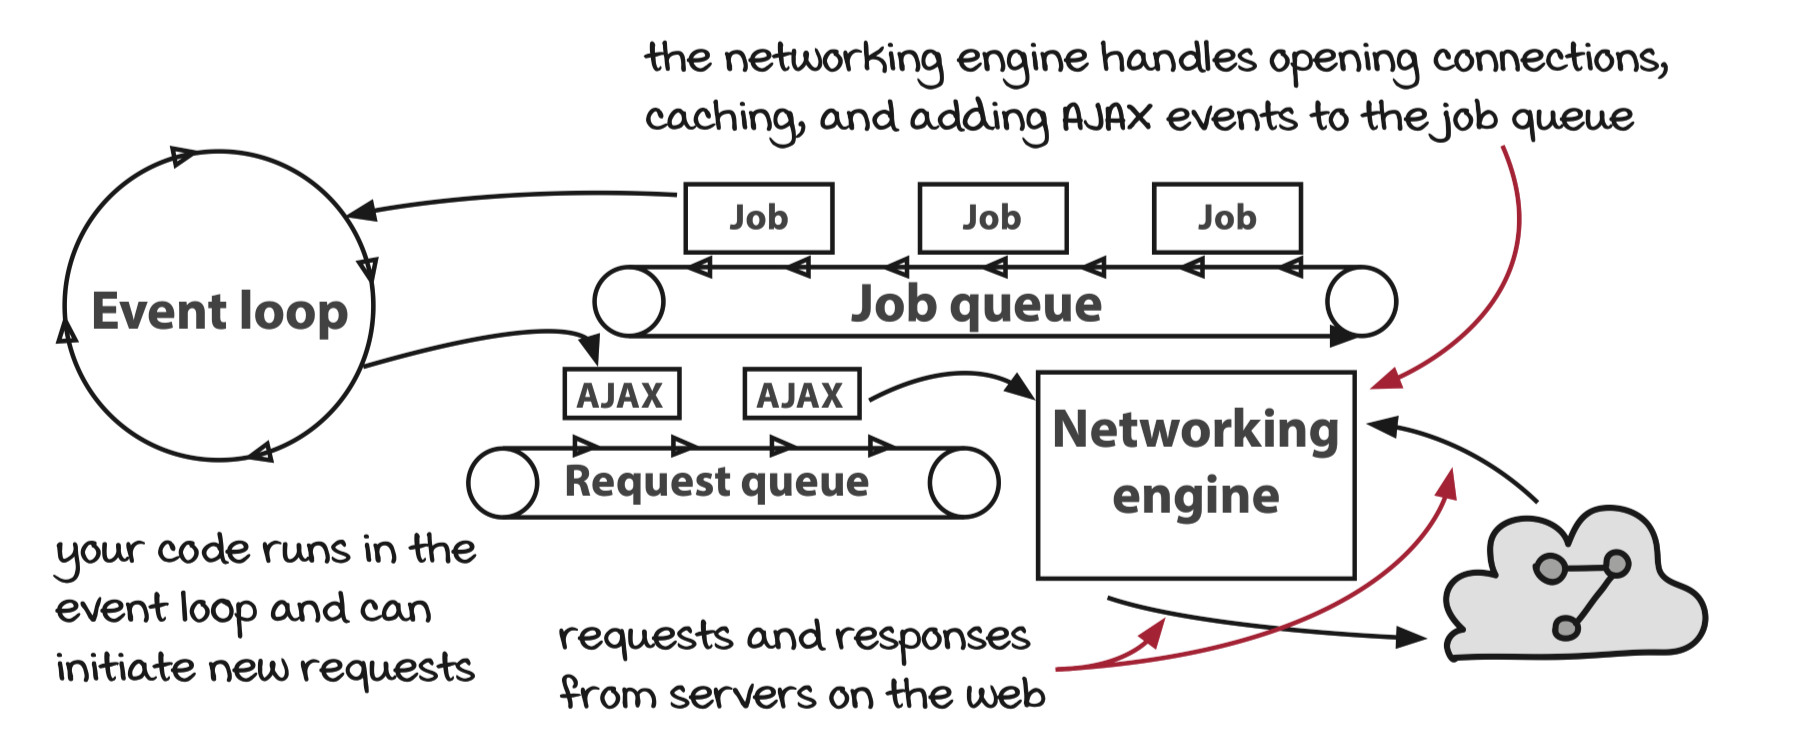 the networking engine handles opening connections,
caching, and adding AJAX events to the job queue
Job
Job
Job
Event loop
Job queue
AJAX
AJAX
Networking
engine
Request queue
your code runs in the
event loop and can
initiate new requests
requests and responses
from servers on the web